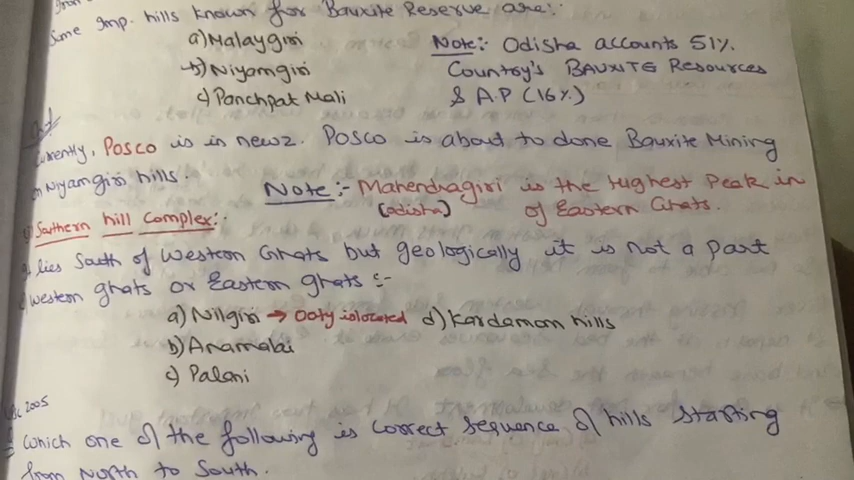 Some Imp. hills known for Bauxite Reserve are:
a) Malaygiri
b) Niyamgiri
c) Panchpat Mali
Note:- Odisha accounts 51%
Country's BAUXITE Resources
& A.P (16%)
Currently, POSCO is in newz. POSCO is about to done Bauxite Mining
in Niyamgiri hills.
Note:- Mahendragiri is the Highest Peak in
(odisha) of Eastern Ghats.
Southern hill Complex:-
It lies South of Western Ghats but geologically it is not a part
Western ghats or Eastern ghats :-
a) Nilgiri → Ooty is located d) Kardamom hills
b) Anamalai
c) Palani
2005
Which one of the following is correct sequence of hills starting
from North to South.